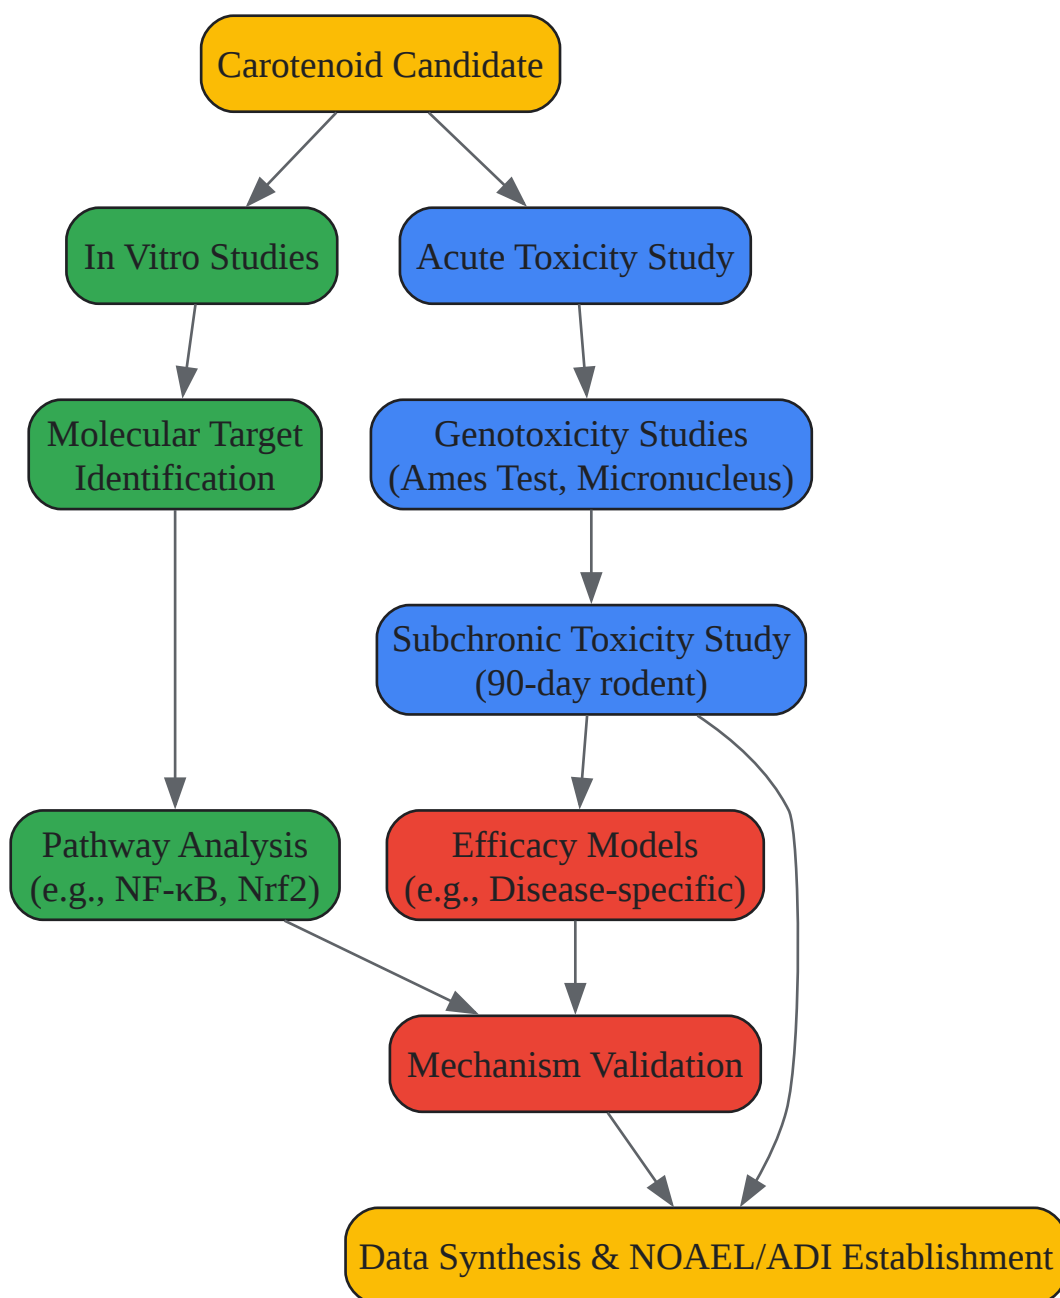 Carotenoid Candidate
In Vitro Studies
Acute Toxicity Study
Molecular Target
Identification
Genotoxicity Studies
(Ames Test, Micronucleus)
Subchronic Toxicity Study
(90-day rodent)
Pathway Analysis
(e.g., NF-κB, Nrf2)
Efficacy Models
(e.g., Disease-specific)
Mechanism Validation
Data Synthesis & NOAEL/ADI Establishment